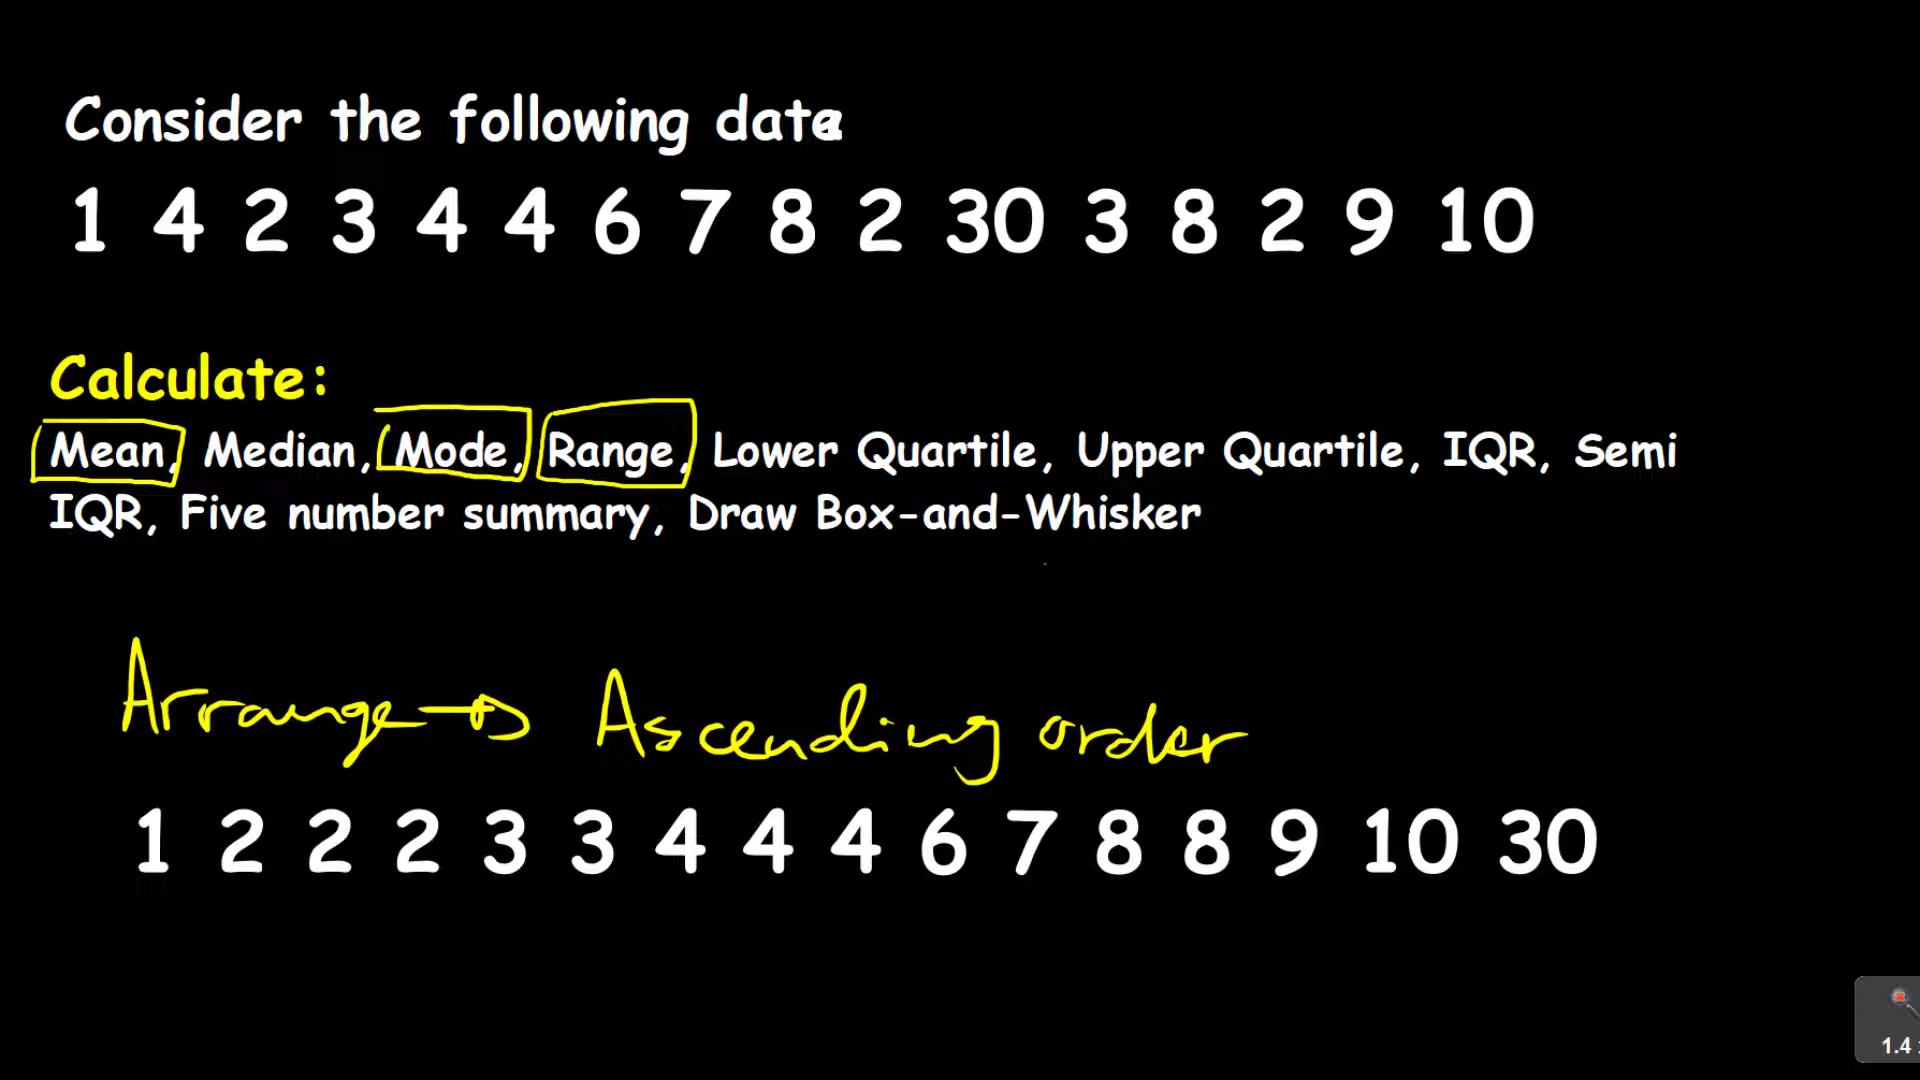 Consider the following data
1 4 2 3 4 4 6 7 8 2 30 3 8 2 9 10
Calculate:
Mean, Median, Mode, Range, Lower Quartile, Upper Quartile, IQR, Semi
IQR, Five number summary, Draw Box-and-Whisker
Arrange → Ascending order
1 2 2 2 3 3 4 4 4 6 7 8 8 9 10 30
1.4